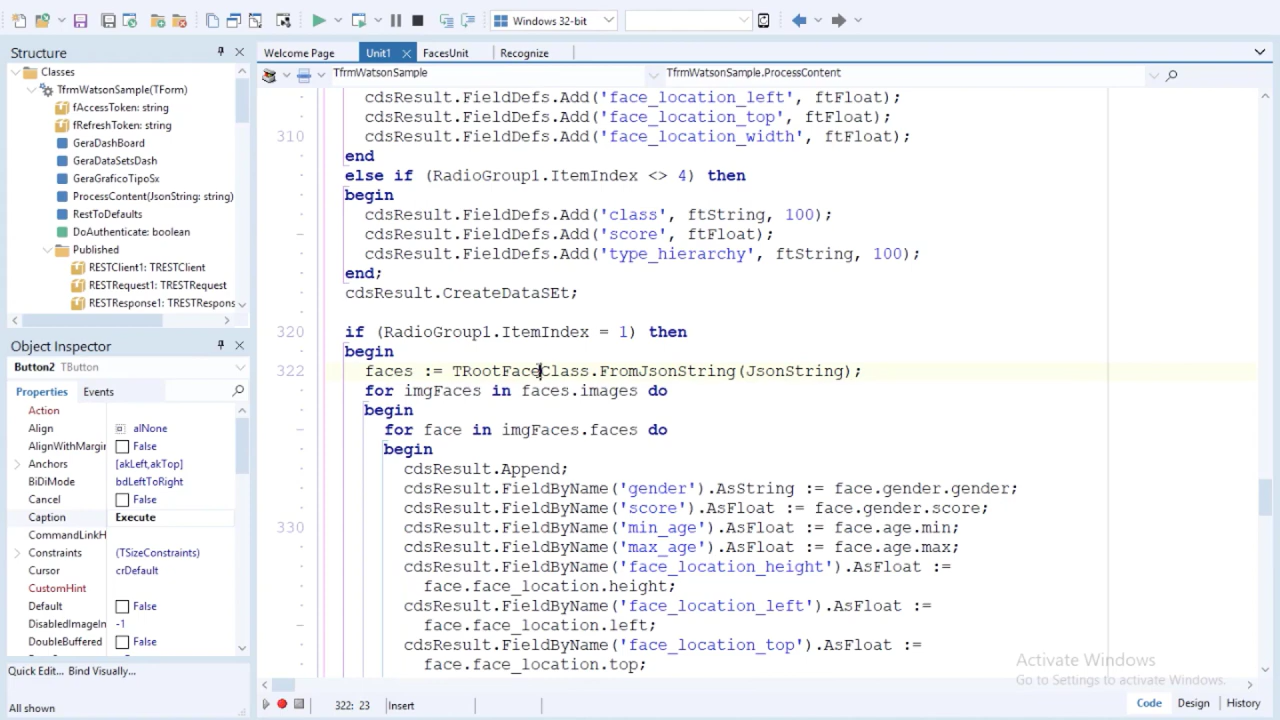 Windows 32-bit
Structure
Classes
TfrmWatsonSample(TForm)
fAccessToken: string
fRefreshToken: string
GeraDashBoard
GeraDataSetsDash
GeraGraficoTipoSx
ProcessContent(JsonString: string)
RestToDefaults
DoAuthenticate: boolean
Published
RESTClient1: TRESTClient
RESTRequest1: TRESTRequest
RESTResponse1: TRESTRespons
Object Inspector
Button2 TButton
Properties Events
Action
Align alNone
AlignWithMargin False
Anchors [akLeft,akTop]
BiDiMode bdLeftToRight
Cancel False
Caption Execute
CommandLinkH
Constraints (TSizeConstraints)
Cursor crDefault
CustomHint
Default False
DisabledImageIn -1
DoubleBuffered False
Quick Edit... Bind Visually...
All shown
Welcome Page Unit1 FacesUnit Recognize
TfrmWatsonSample TfrmWatsonSample.ProcessContent
cdsResult.FieldDefs.Add('face_location_left', ftFloat);
cdsResult.FieldDefs.Add('face_location_top', ftFloat);
310 cdsResult.FieldDefs.Add('face_location_width', ftFloat);
end
else if (RadioGroup1.ItemIndex <> 4) then
begin
cdsResult.FieldDefs.Add('class', ftString, 100);
cdsResult.FieldDefs.Add('score', ftFloat);
cdsResult.FieldDefs.Add('type_hierarchy', ftString, 100);
end;
cdsResult.CreateDataSEt;
320 if (RadioGroup1.ItemIndex = 1) then
begin
322 faces := TRootFaceClass.FromJsonString(JsonString);
for imgFaces in faces.images do
begin
for face in imgFaces.faces do
begin
cdsResult.Append;
cdsResult.FieldByName('gender').AsString := face.gender.gender;
cdsResult.FieldByName('score').AsFloat := face.gender.score;
330 cdsResult.FieldByName('min_age').AsFloat := face.age.min;
cdsResult.FieldByName('max_age').AsFloat := face.age.max;
cdsResult.FieldByName('face_location_height').AsFloat :=
face.face_location.height;
cdsResult.FieldByName('face_location_left').AsFloat :=
face.face_location.left;
cdsResult.FieldByName('face_location_top').AsFloat :=
face.face_location.top;
Activate Windows
Go to Settings to activate Windows.
322: 23 Insert
Code Design History